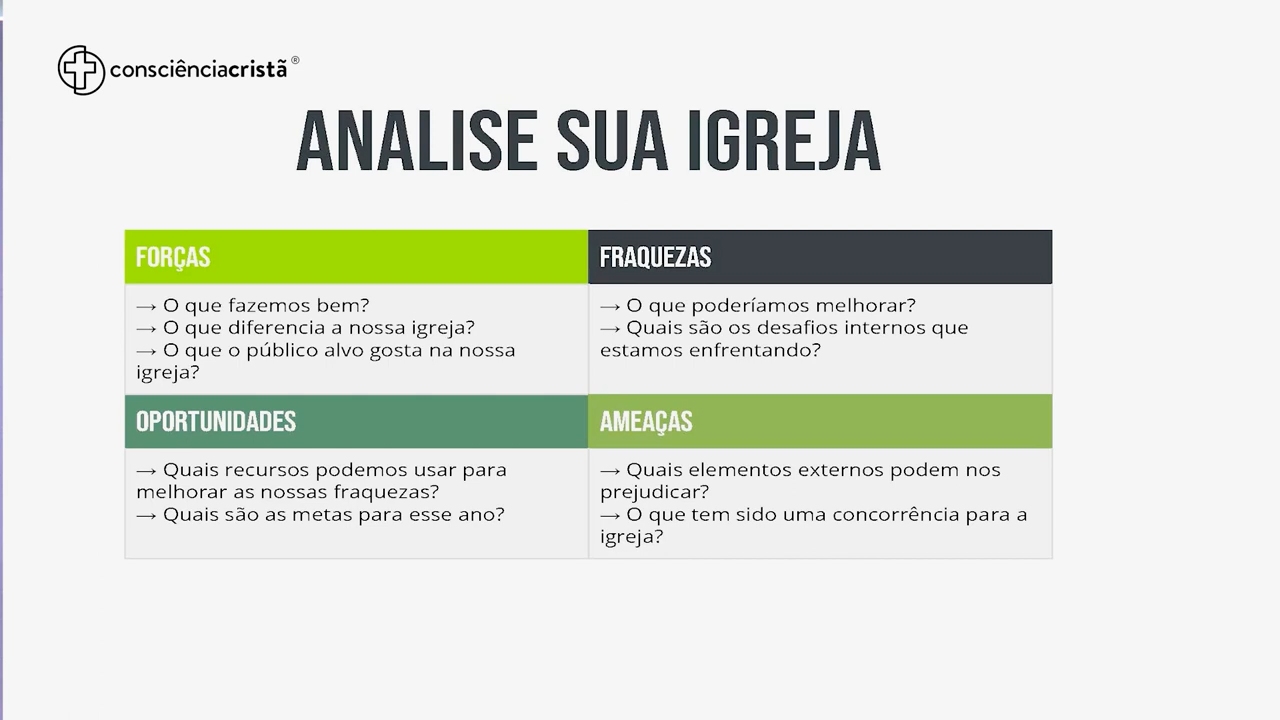 consciênciacristã®
ANALISE SUA IGREJA
FORÇAS
→ O que fazemos bem?
→ O que diferencia a nossa igreja?
→ O que o público alvo gosta na nossa
igreja?
FRAQUEZAS
→ O que poderíamos melhorar?
→ Quais são os desafios internos que
estamos enfrentando?
OPORTUNIDADES
→ Quais recursos podemos usar para
melhorar as nossas fraquezas?
→ Quais são as metas para esse ano?
AMEAÇAS
→ Quais elementos externos podem nos
prejudicar?
→ O que tem sido uma concorrência para a
igreja?